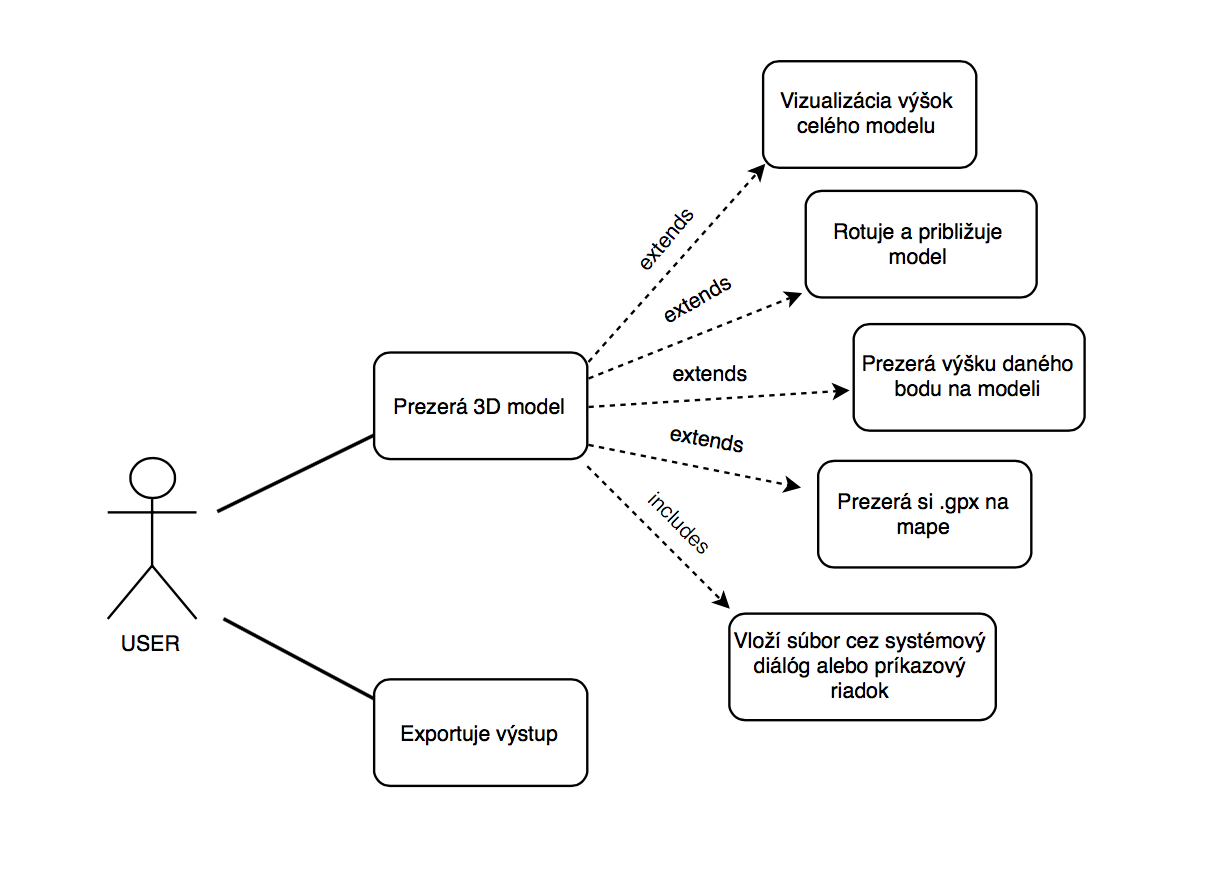 Vizualizácia výšok
celého modelu
extends
Rotuje a približuje
model
extends
Prezerá výšku daného
bodu na modeli
extends
Prezerá 3D model
extends
Prezerá si .gpx na
mape
includes
USER
Vloží súbor cez systémový
diálóg alebo príkazový
riadok
Exportuje výstup